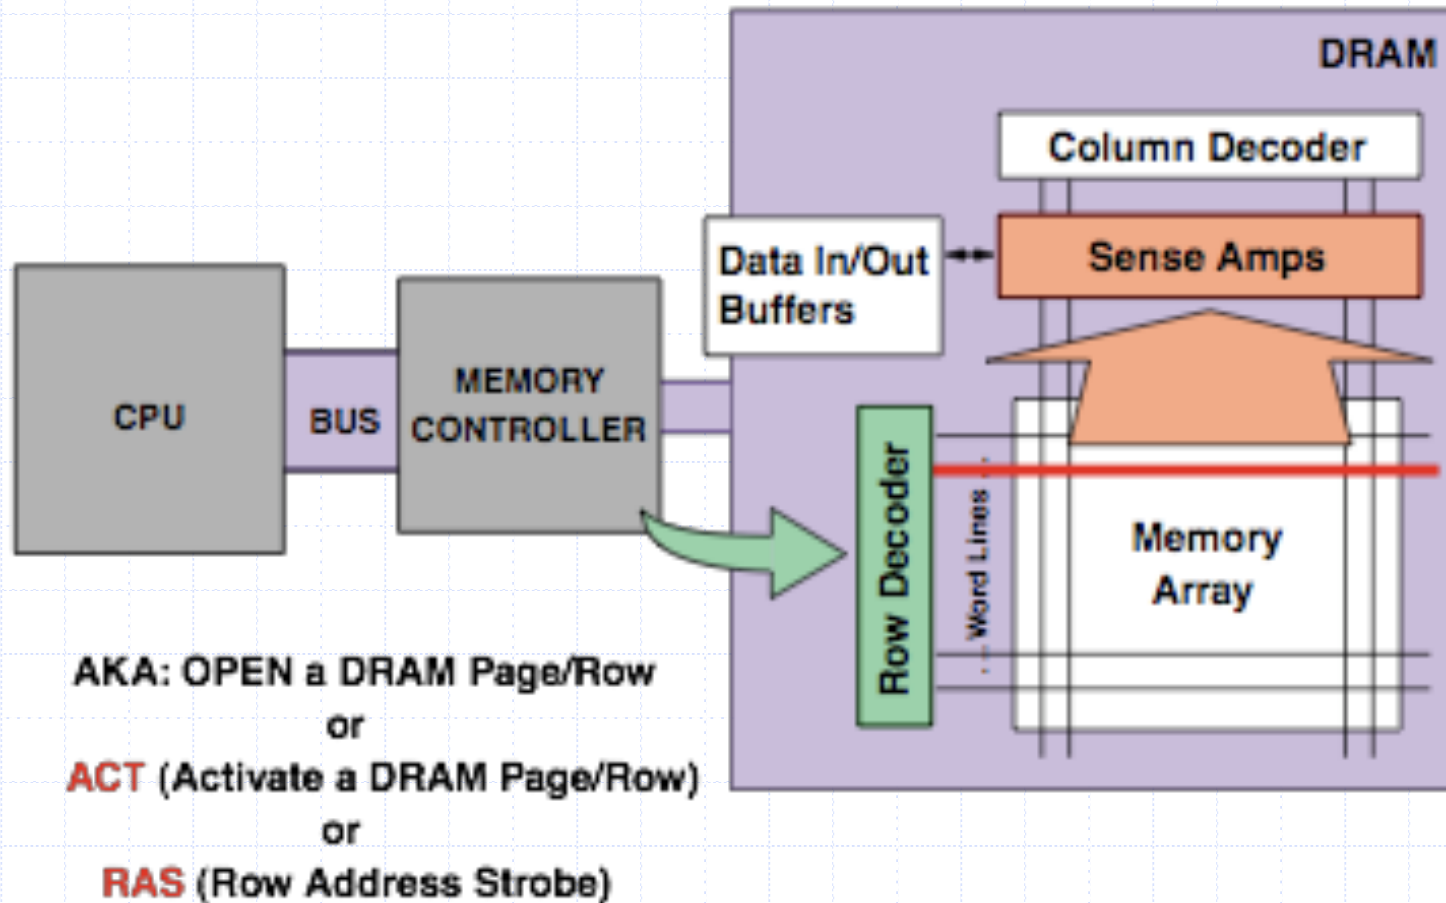 DRAM
Column Decoder
Sense Amps
Data In/Out
Buffers
CPU
BUS
MEMORY
CONTROLLER
Row Decoder
... Word Lines ...
Memory
Array
AKA: OPEN a DRAM Page/Row
or
ACT (Activate a DRAM Page/Row)
or
RAS (Row Address Strobe)